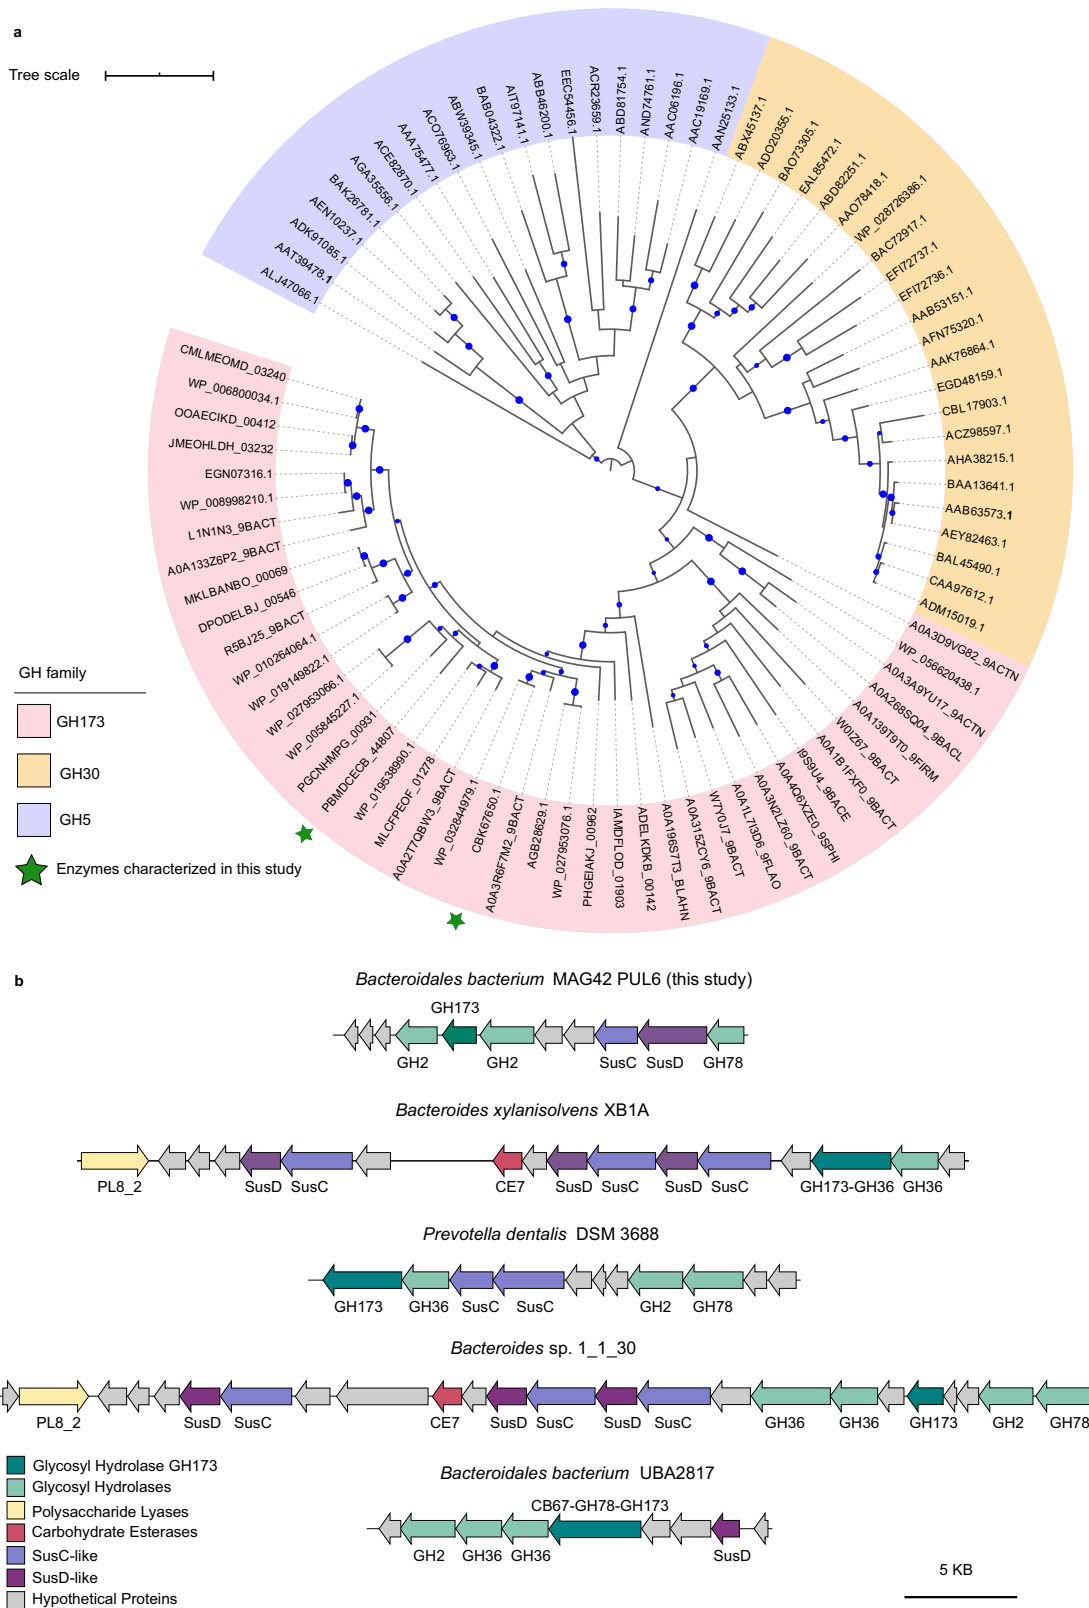 a
Tree scale
ALJ47066.1
AAT39478.1
ADK91085.1
AEN10237.1
BAK26781.1
AGA35556.1
ACE82870.1
AAA75477.1
ACO76963.1
ABW39345.1
BAB04322.1
AIT97141.1
ABB46200.1
EEC54456.1
ACR23659.1
ABD81754.1
AND74761.1
AAC06196.1
AAC19169.1
AAN25133.1
ABX45137.1
ADO20355.1
BAO73305.1
EAL85472.1
ABD82251.1
AAO78418.1
WP_028726386.1
BAC72917.1
EFI72737.1
EFI72736.1
AAB53151.1
AFN75320.1
AAK76864.1
EGD48159.1
CBL17903.1
ACZ98597.1
AHA38215.1
BAA13641.1
AAB63573.1
AEY82463.1
BAL45490.1
CAA97612.1
ADM15019.1
A0A3D9VG82_9ACTN
WP_056620438.1
A0A3A9YU17_9ACTN
A0A268SQ04_9BACL
A0A139T9T0_9FIRM
W0IZ67_9BACT
A0A1B1FXF0_9BACT
I9S9U4_9BACE
A0A4Q6XZE0_9SPHI
A0A3N2LZ60_9BACT
A0A1L7I3D6_9FLAO
W7Y0J7_9BACT
A0A315ZCY6_9BACT
A0A196S7T3_BLAHN
ADELKDKB_00142
IAMDFLOD_01903
PHGEIAKJ_00962
WP_027953076.1
AGB28629.1
A0A3R6F7M2_9BACT
CBK67650.1
WP_032844979.1
A0A2T7QBW3_9BACT
MLCFPEOF_01278
WP_019538990.1
PBMDCECB_44807
PGCNHMPG_00931
WP_005845227.1
WP_027953066.1
WP_019149822.1
WP_010264064.1
R5BJ25_9BACT
DPODELBJ_00546
MKLBANBO_00069
A0A133Z6P2_9BACT
L1N1N3_9BACT
WP_008998210.1
EGN07316.1
JMEOHLDH_03232
OOAECIKD_00412
WP_006800034.1
CMLMEOMD_03240
GH family
GH173
GH30
GH5
Enzymes characterized in this study
b
Bacteroidales bacterium MAG42 PUL6 (this study)
GH173
GH2 GH2 SusC SusD GH78
Bacteroides xylanisolvens XB1A
PL8_2 SusD SusC CE7 SusD SusC SusD SusC GH173-GH36 GH36
Prevotella dentalis DSM 3688
GH173 GH36 SusC SusC GH2 GH78
Bacteroides sp. 1_1_30
PL8_2 SusD SusC CE7 SusD SusC SusD SusC GH36 GH36 GH173 GH2 GH78
Bacteroidales bacterium UBA2817
CB67-GH78-GH173
GH2 GH36 GH36 SusD
Glycosyl Hydrolase GH173
Glycosyl Hydrolases
Polysaccharide Lyases
Carbohydrate Esterases
SusC-like
SusD-like
Hypothetical Proteins
5 KB